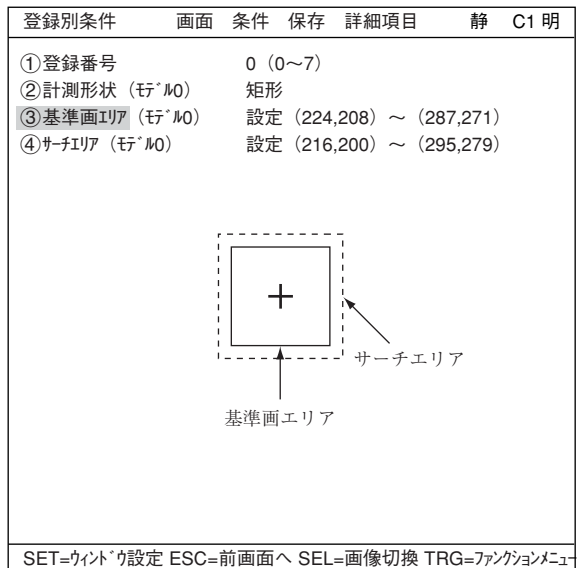 登録別条件 画面 条件 保存 詳細項目 静 C1 明
①登録番号 0（0～7）
②計測形状（ﾓﾃﾞﾙ0） 矩形
③基準画ｴﾘｱ（ﾓﾃﾞﾙ0） 設定（224,208）～（287,271）
④ｻｰﾁｴﾘｱ（ﾓﾃﾞﾙ0） 設定（216,200）～（295,279）
サーチエリア
基準画エリア
SET=ｳｨﾝﾄﾞｳ設定 ESC=前画面へ SEL=画像切換 TRG=ﾌｧﾝｸｼｮﾝﾒﾆｭｰ